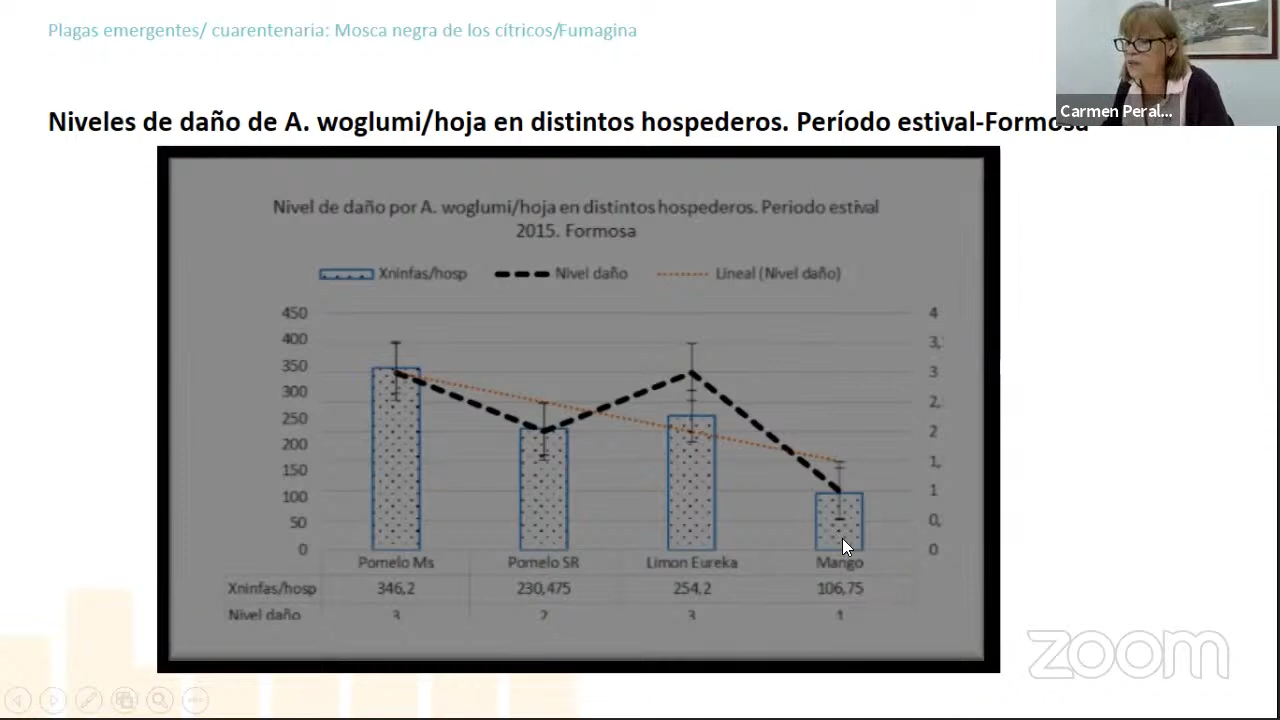 Plagas emergentes/ cuarentenaria: Mosca negra de los cítricos/Fumagina
Carmen Peral...
Niveles de daño de A. woglumi/hoja en distintos hospederos. Período estival-Formosa
Nivel de daño por A. woglumi/hoja en distintos hospederos. Periodo estival
2015. Formosa
Xninfas/hosp Nivel daño Lineal (Nivel daño)
450 4
400 3,
350 3
300 2,
250 2
200 1,
150 1
100 0,
50 0
0
Pomelo Ms Pomelo SR Limon Eureka Mango
Xninfas/hosp 346,2 230,475 254,2 106,75
Nivel daño 3 2 3 1
zoom